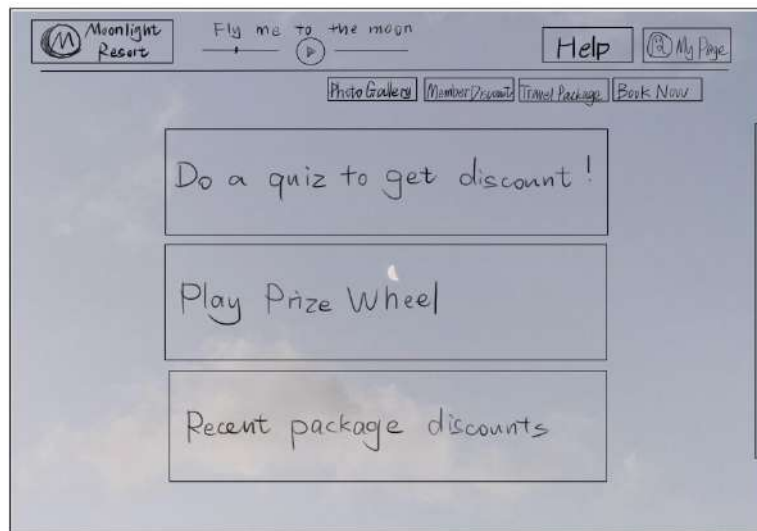 M
Moonlight
Resort
Fly me to the moon
Help
My Page
Photo Gallery
Member Discount
Travel Package
Book Now
Do a quiz to get discount!
Play Prize Wheel
Recent package discounts